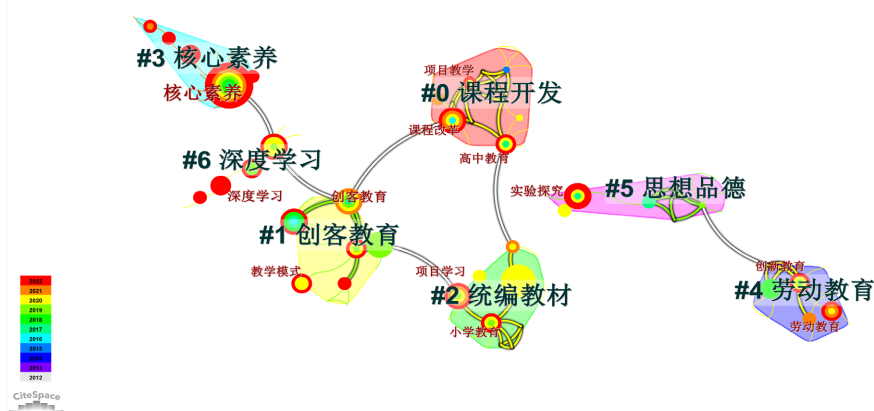 #3 核心素养
核心素养
项目教学
#0 课程开发
课程改革
高中教育
#6 深度学习
深度学习
创客教育
实验探究
#5 思想品德
#1 创客教育
教学模式
项目学习
#2 统编教材
小学教育
创新教育
#4 劳动教育
劳动教育
2022
2021
2020
2019
2018
2017
2016
2015
2012
CiteSpace